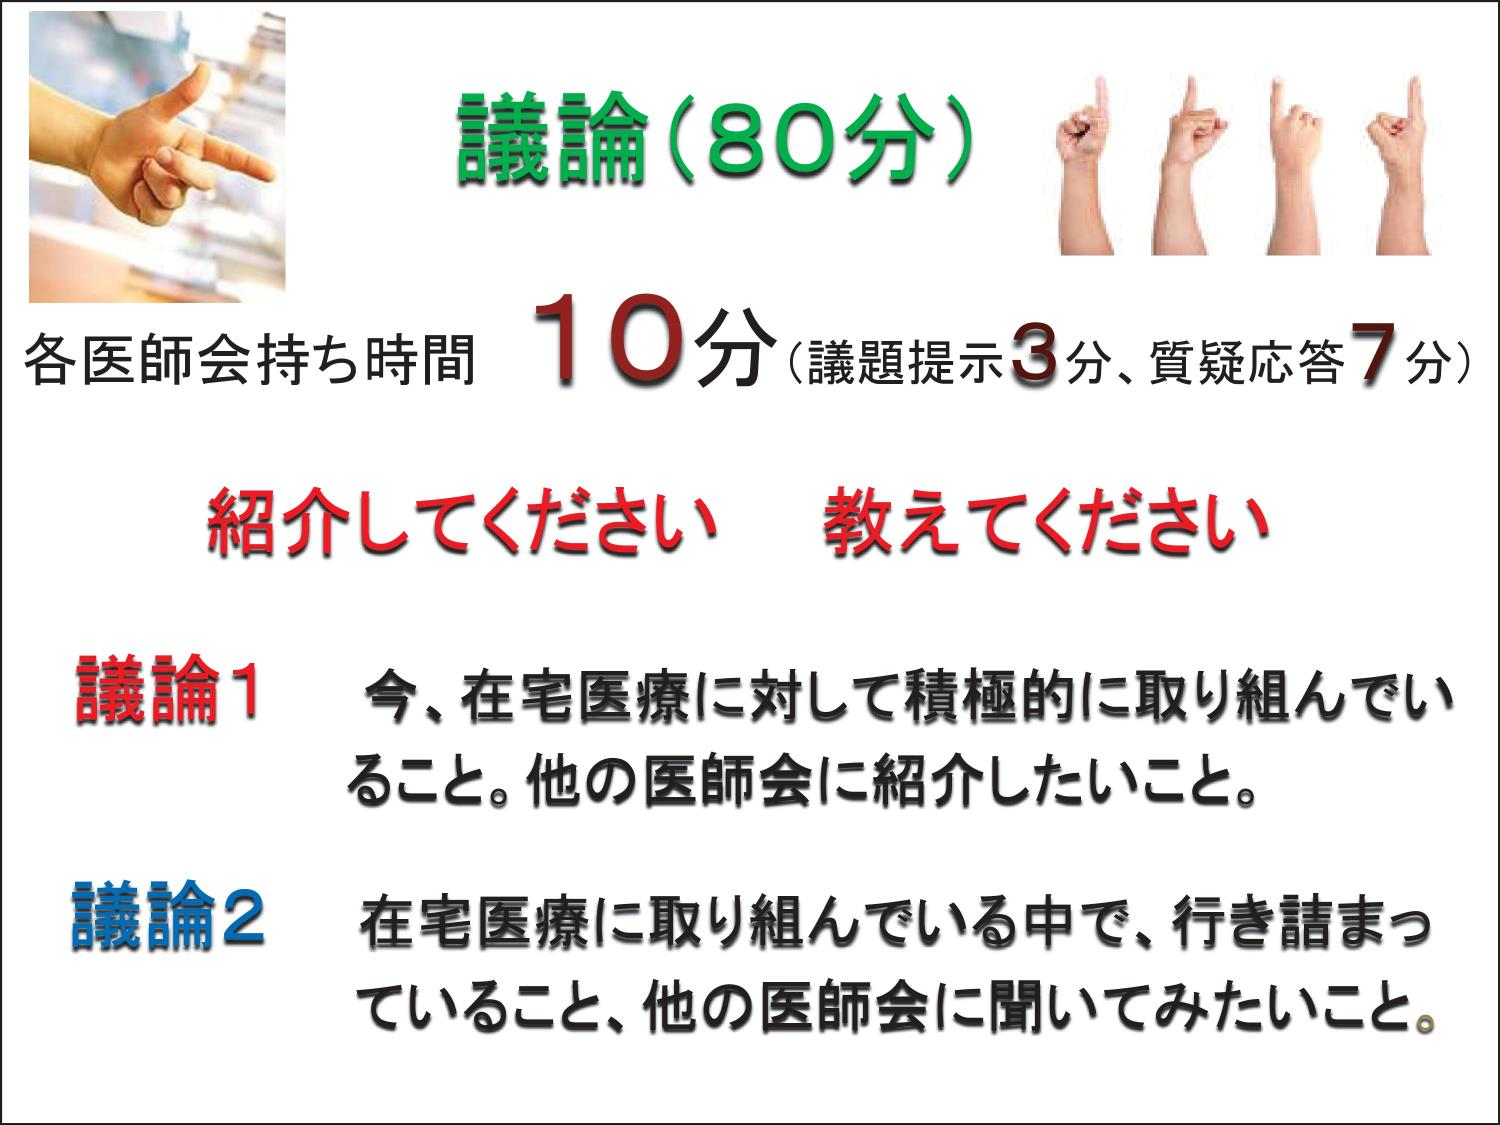 議論（８０分）
各医師会持ち時間　１０分（議題提示３分、質疑応答７分）
紹介してください　教えてください
議論１　今、在宅医療に対して積極的に取り組んでい
ること。他の医師会に紹介したいこと。
議論２　在宅医療に取り組んでいる中で、行き詰まっ
ていること、他の医師会に聞いてみたいこと。